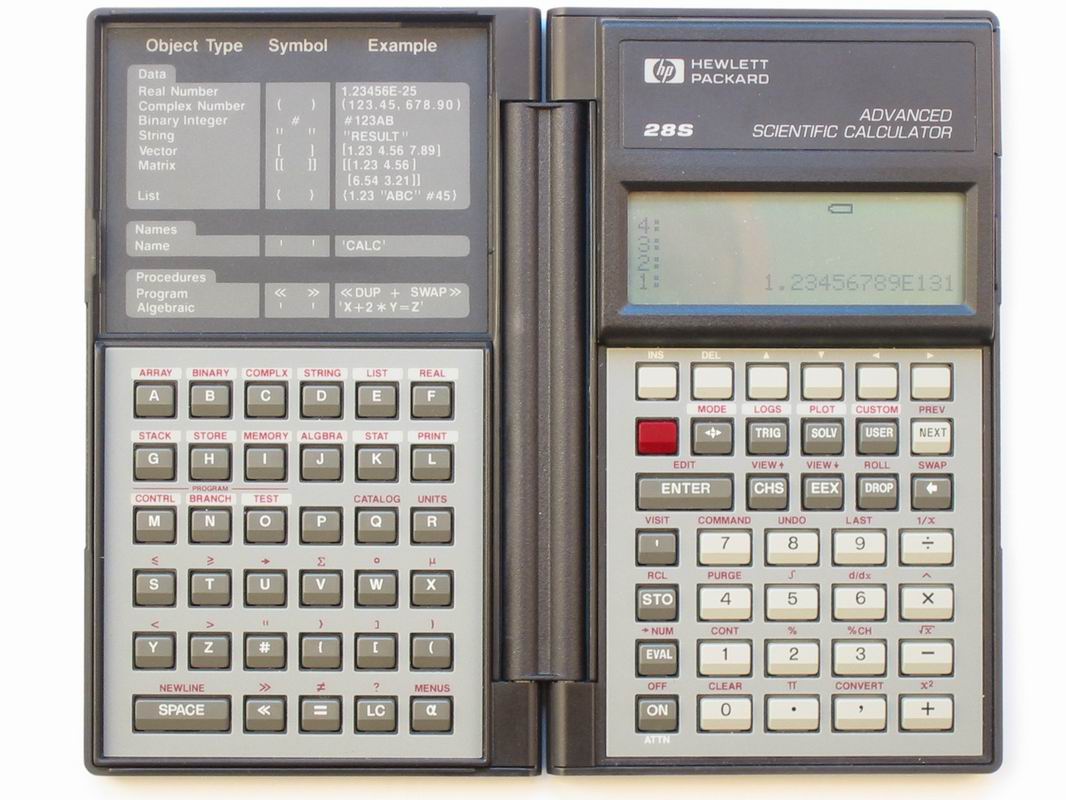 Object Type Symbol Example
Data
Real Number 1.23456E-25
Complex Number ( ) (123.45, 678.90)
Binary Integer # #123AB
String " " "RESULT"
Vector [ ] [1.23 4.56 7.89]
Matrix [[ ]] [[1.23 4.56]
[6.54 3.21]]
List { } {1.23 "ABC" #45}
Names
Name ' ' 'CALC'
Procedures
Program « » «DUP + SWAP»
Algebraic ' ' 'X+2*Y=Z'
ARRAY BINARY COMPLX STRING LIST REAL
A B C D E F
STACK STORE MEMORY ALGBRA STAT PRINT
G H I J K L
PROGRAM
CONTRL BRANCH TEST CATALOG UNITS
M N O P Q R
≤ ≥ → Σ ° μ
S T U V W X
< > " } ] )
Y Z # { [ (
NEWLINE » ≠ ? MENUS
SPACE « = LC α
hp HEWLETT
PACKARD
28S ADVANCED
SCIENTIFIC CALCULATOR
4:
3:
2:
1: 1.23456789E131
INS DEL ▲ ▼ ◀ ▶
MODE LOGS PLOT CUSTOM PREV
TRIG SOLV USER NEXT
EDIT VIEW↑ VIEW↓ ROLL SWAP
ENTER CHS EEX DROP ←
VISIT COMMAND UNDO LAST 1/x
' 7 8 9 ÷
RCL PURGE ∫ d/dx ^
STO 4 5 6 ×
→NUM CONT % %CH √x
EVAL 1 2 3 −
OFF CLEAR π CONVERT x²
ON 0 . , +
ATTN